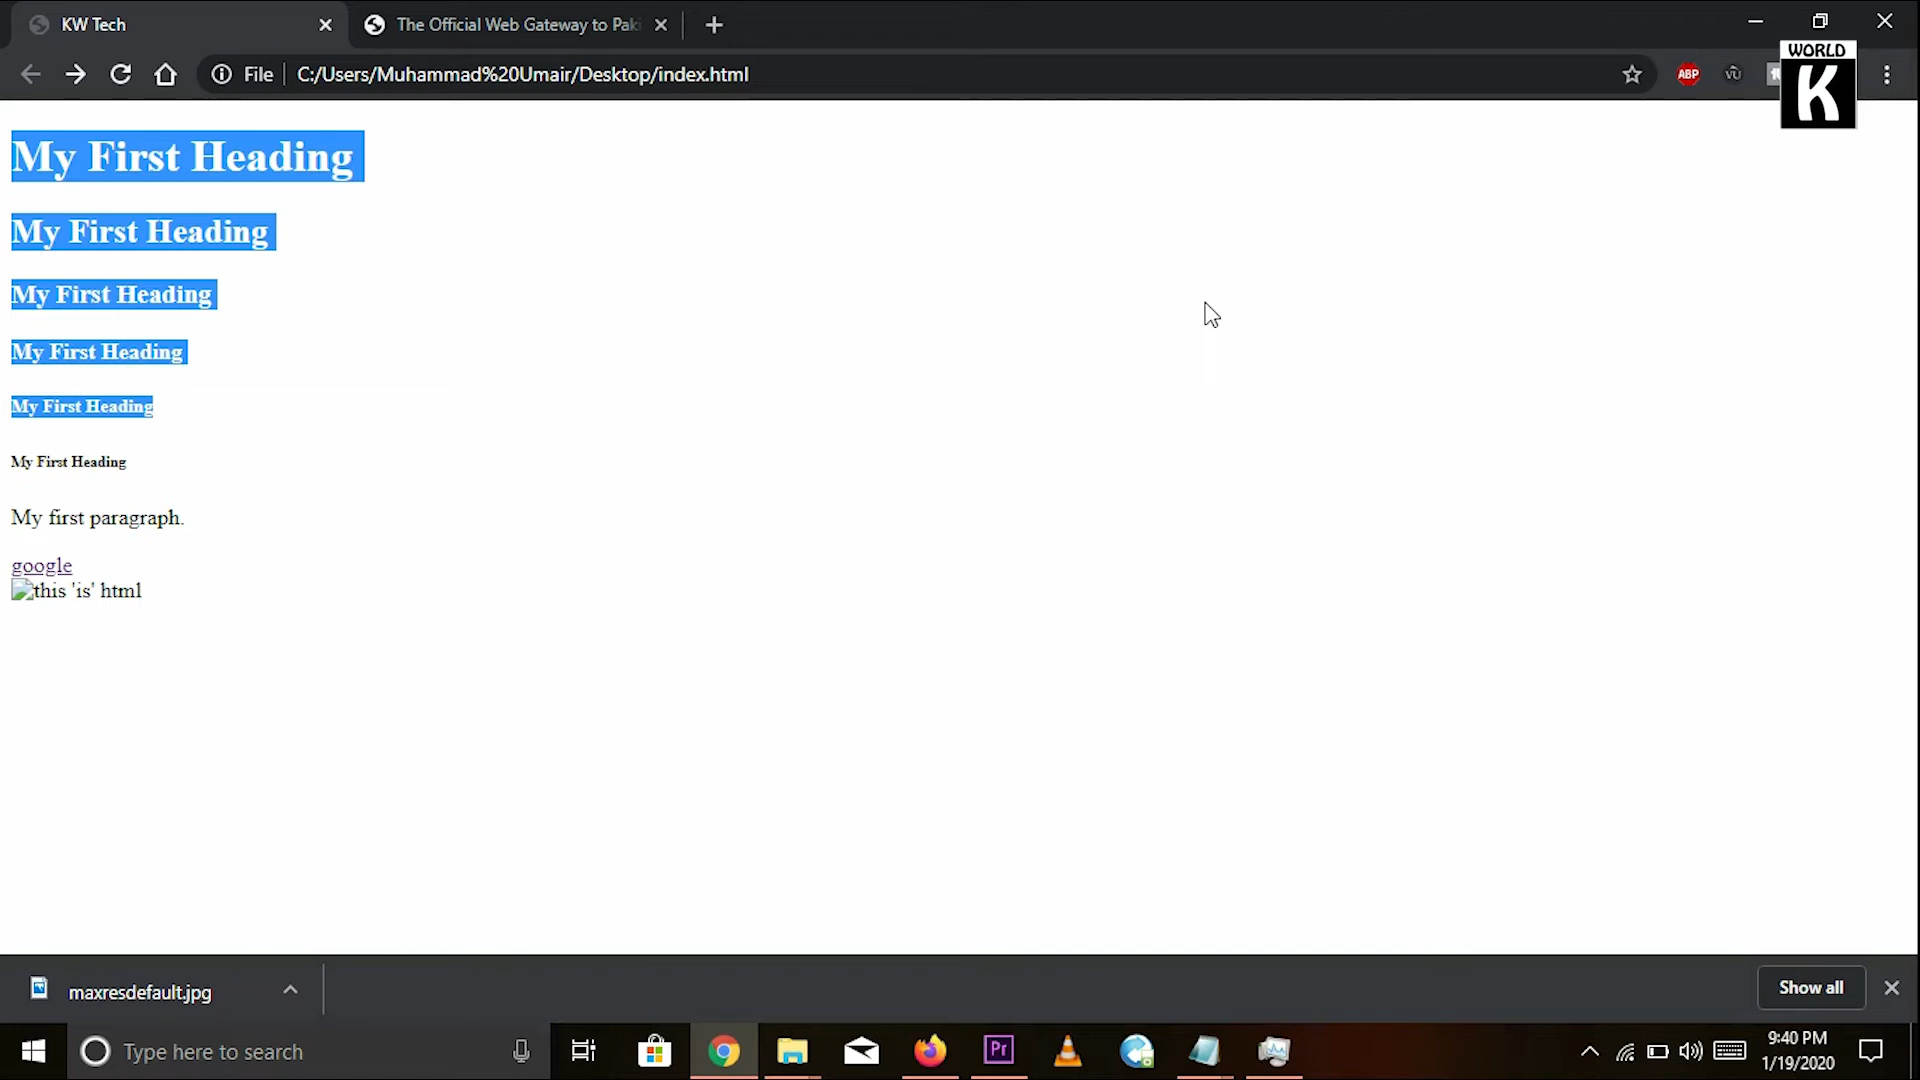 KW Tech
The Official Web Gateway to Paki
File
C:/Users/Muhammad%20Umair/Desktop/index.html
ABP
WORLD
K
My First Heading
My First Heading
My First Heading
My First Heading
My First Heading
My First Heading
My first paragraph.
google
this 'is' html
maxresdefault.jpg
Show all
Type here to search
Pr
9:40 PM
1/19/2020